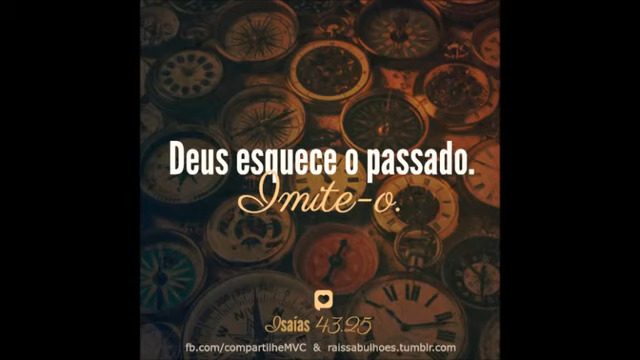 Deus esquece o passado.
Imite-o.
Isaías 43.25
fb.com/compartilheMVC & raissabulhoes.tumblr.com